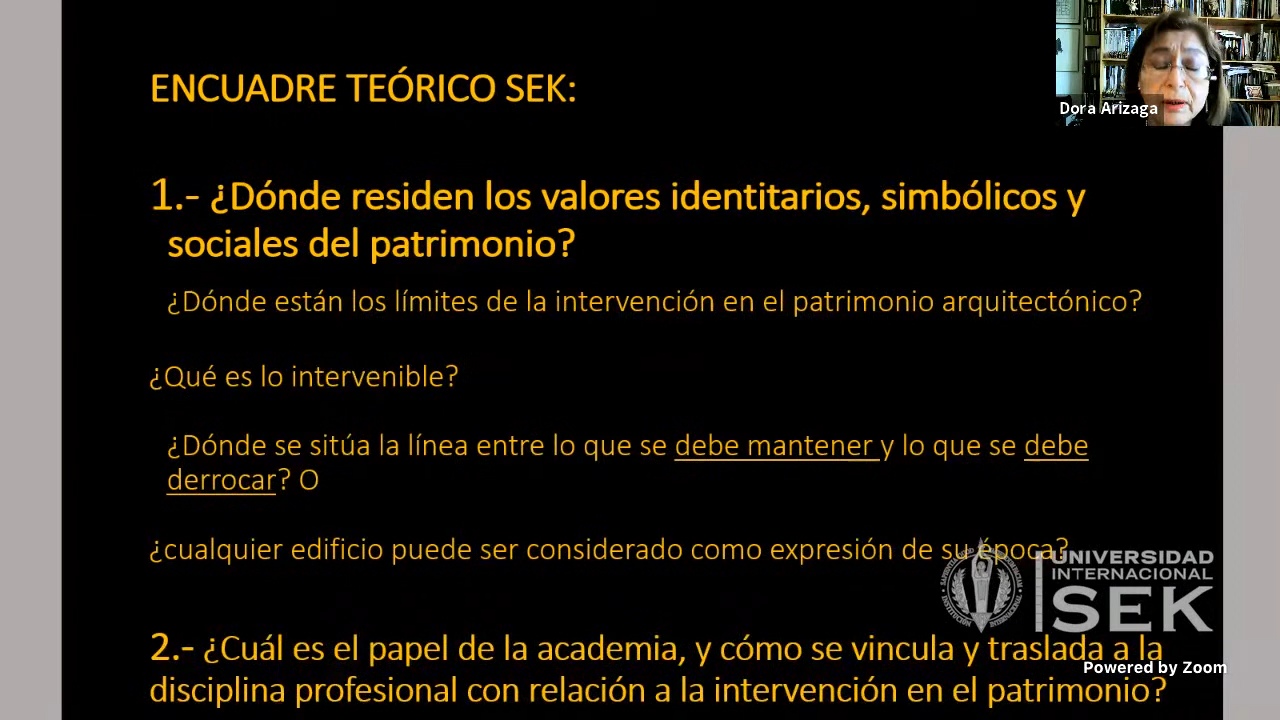 ENCUADRE TEÓRICO SEK:
Dora Arizaga
1.- ¿Dónde residen los valores identitarios, simbólicos y
sociales del patrimonio?
¿Dónde están los límites de la intervención en el patrimonio arquitectónico?
¿Qué es lo intervenible?
¿Dónde se sitúa la línea entre lo que se debe mantener y lo que se debe
derrocar? O
¿cualquier edificio puede ser considerado como expresión de su época?
UNIVERSIDAD
INTERNACIONAL
SEK
2.- ¿Cuál es el papel de la academia, y cómo se vincula y traslada a la
disciplina profesional con relación a la intervención en el patrimonio?
Powered by Zoom